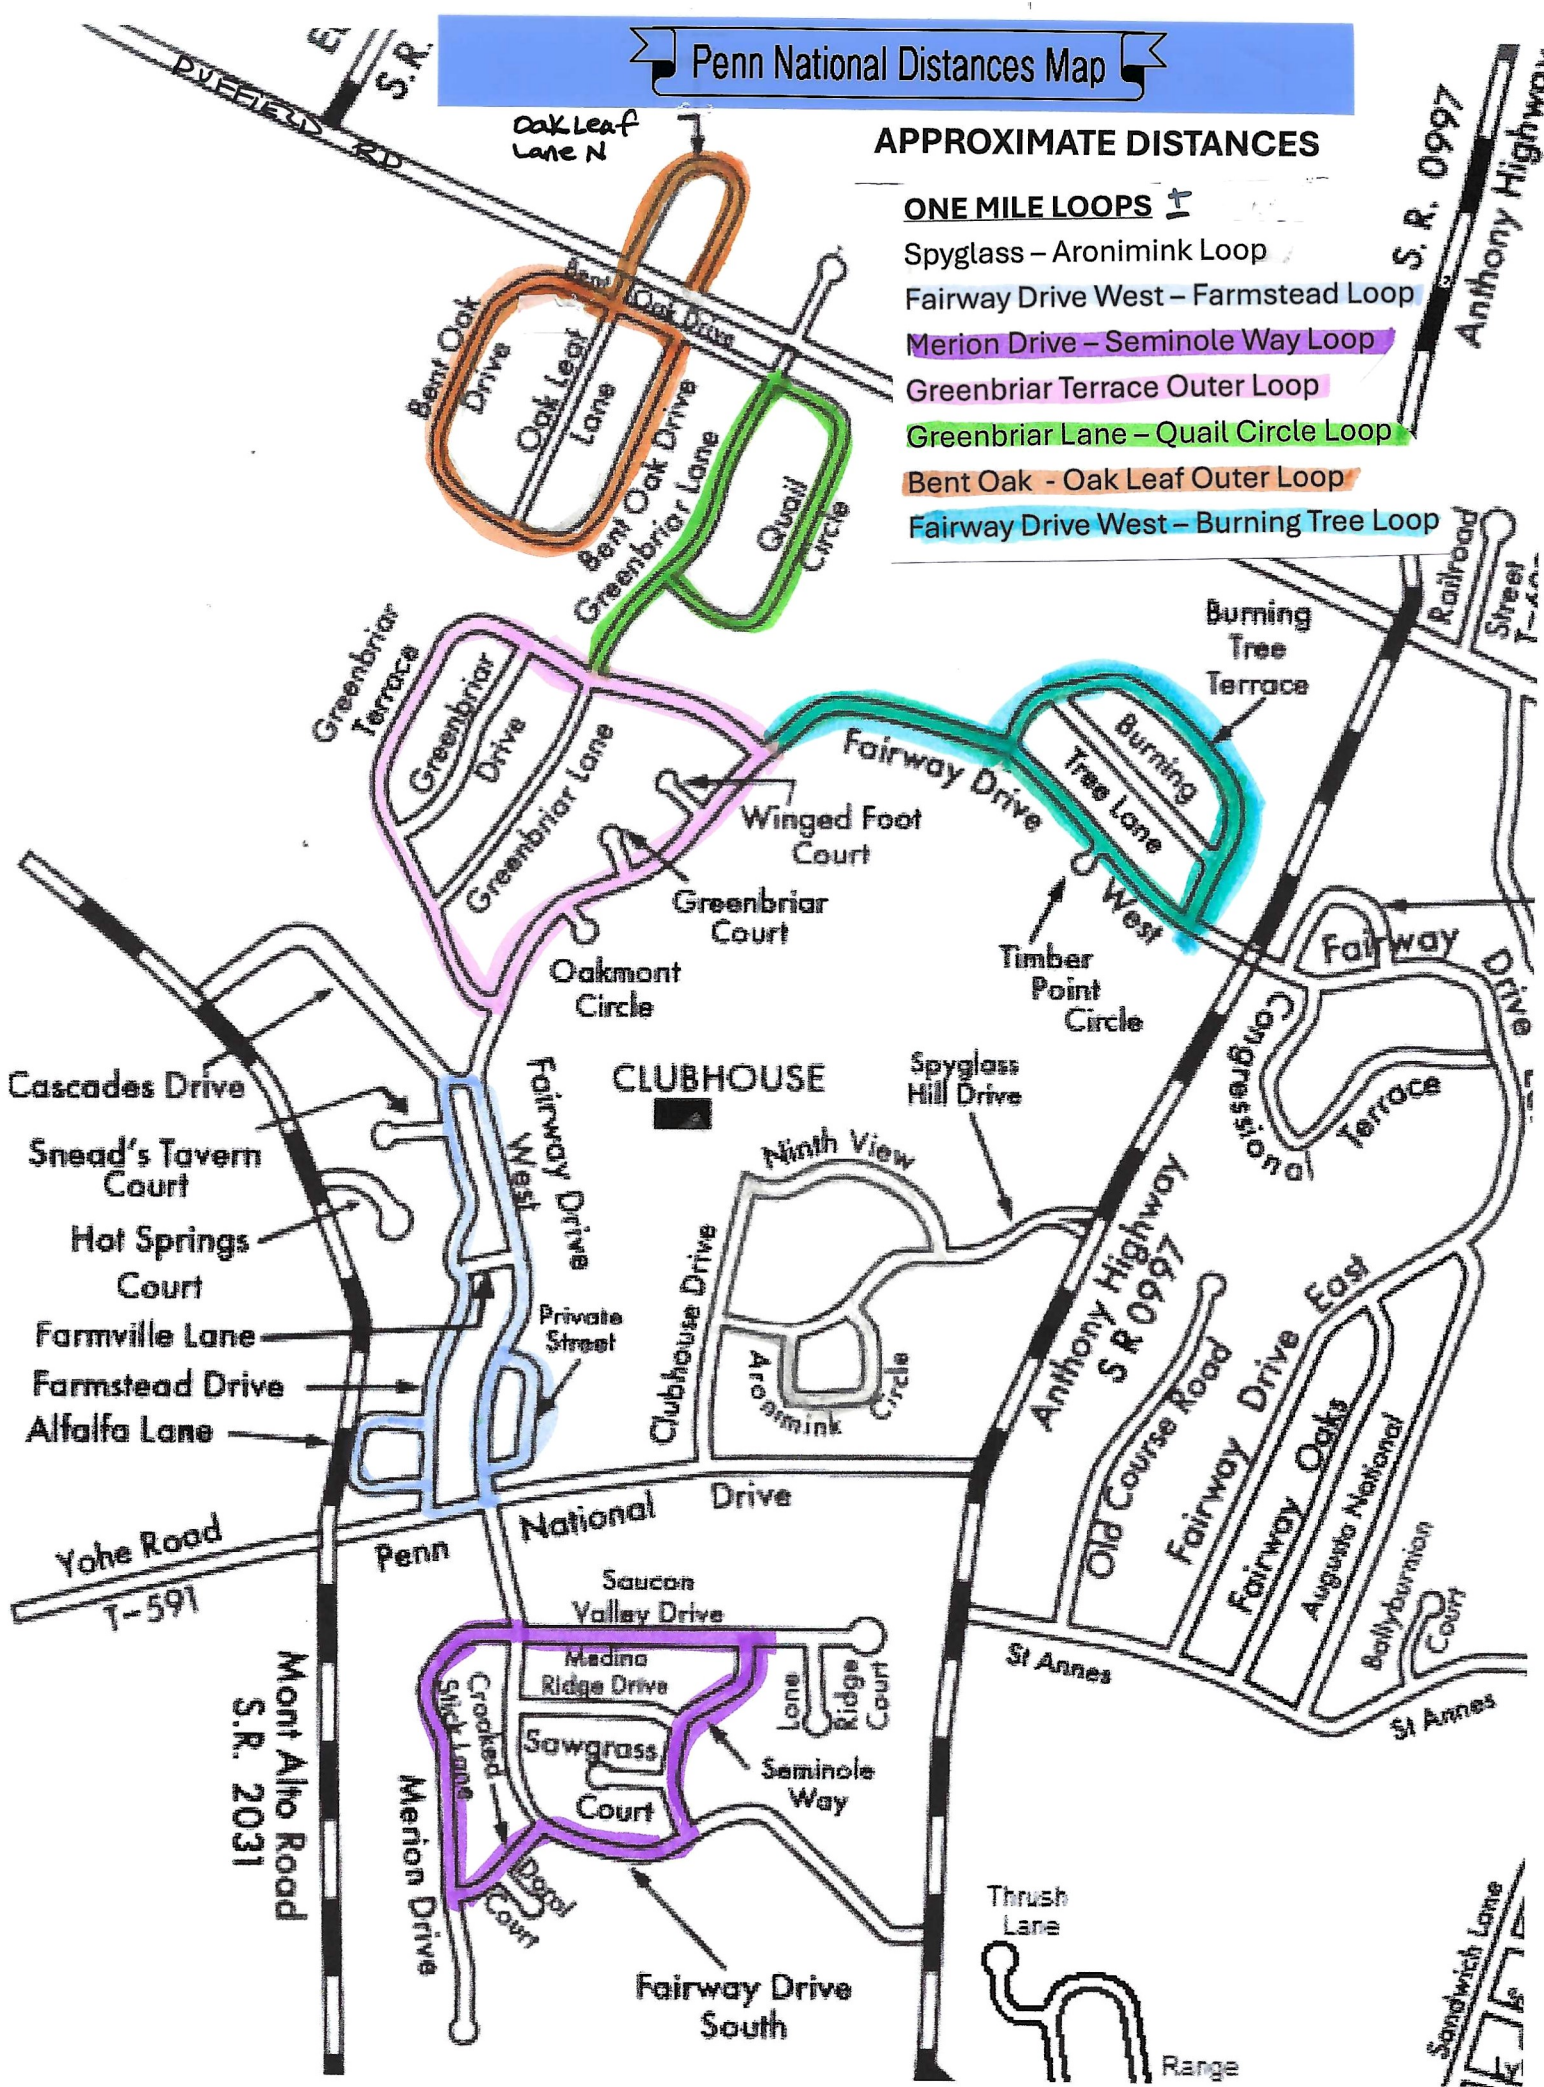 S.R.
DUFFIELD RD
Penn National Distances Map
Oak Leaf
Lane N
APPROXIMATE DISTANCES
ONE MILE LOOPS ±
Spyglass – Aronimink Loop
Fairway Drive West – Farmstead Loop
Merion Drive – Seminole Way Loop
Greenbriar Terrace Outer Loop
Greenbriar Lane – Quail Circle Loop
Bent Oak - Oak Leaf Outer Loop
Fairway Drive West – Burning Tree Loop
S. R. 0997
Anthony Highway
Bent Oak Drive
Bent Oak
Drive
Oak Leaf
Lane
Bent Oak Drive
Greenbriar Lane
Quail
Circle
Railroad
Street
Greenbriar
Terrace
Greenbriar
Drive
Greenbriar Lane
Burning
Tree
Terrace
Burning
Tree Lane
Fairway Drive
West
Winged Foot
Court
Greenbriar
Court
Oakmont
Circle
Timber
Point
Circle
Fairway
Drive
Congressional
Terrace
Cascades Drive
Snead's Tavern
Court
Hot Springs
Court
Farmville Lane
Farmstead Drive
Alfalfa Lane
Fairway Drive
West
Private
Street
CLUBHOUSE
Spyglass
Hill Drive
Ninth View
Clubhouse Drive
Aronimink
Circle
Anthony Highway
S R 0997
Old Course Road
Fairway Drive East
Fairway Oaks
Augusta National
Ballybunnian
Court
Yohe Road
T-591
Penn National Drive
St Annes
St Annes
Saucon
Valley Drive
Medina
Ridge Drive
Crooked
Stick Lane
Sawgrass
Court
Lone
Ridge
Court
Seminole
Way
Mont Alto Road
S.R. 2031
Merion Drive
Doral
Court
Fairway Drive
South
Thrush
Lane
Range
Sandwich Lane